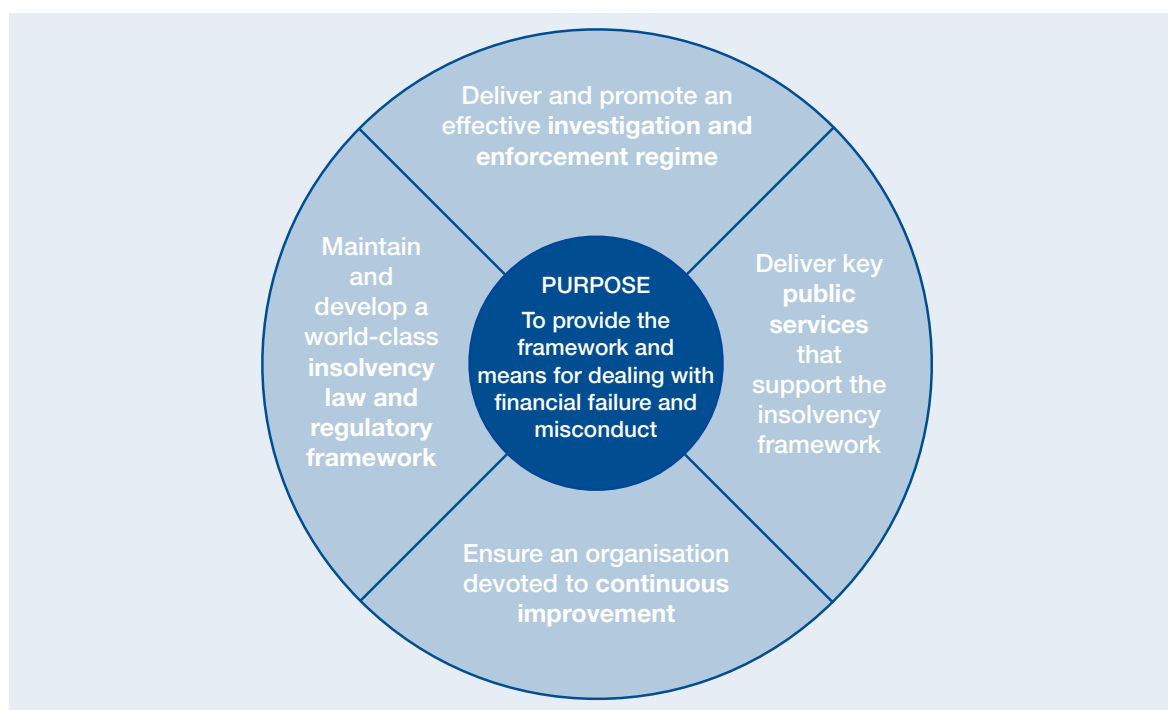 Deliver and promote an
effective investigation and
enforcement regime
Maintain
and
develop a
world-class
insolvency
law and
regulatory
framework
PURPOSE
To provide the
framework and
means for dealing with
financial failure and
misconduct
Deliver key
public
services
that
support the
insolvency
framework
Ensure an organisation
devoted to continuous
improvement